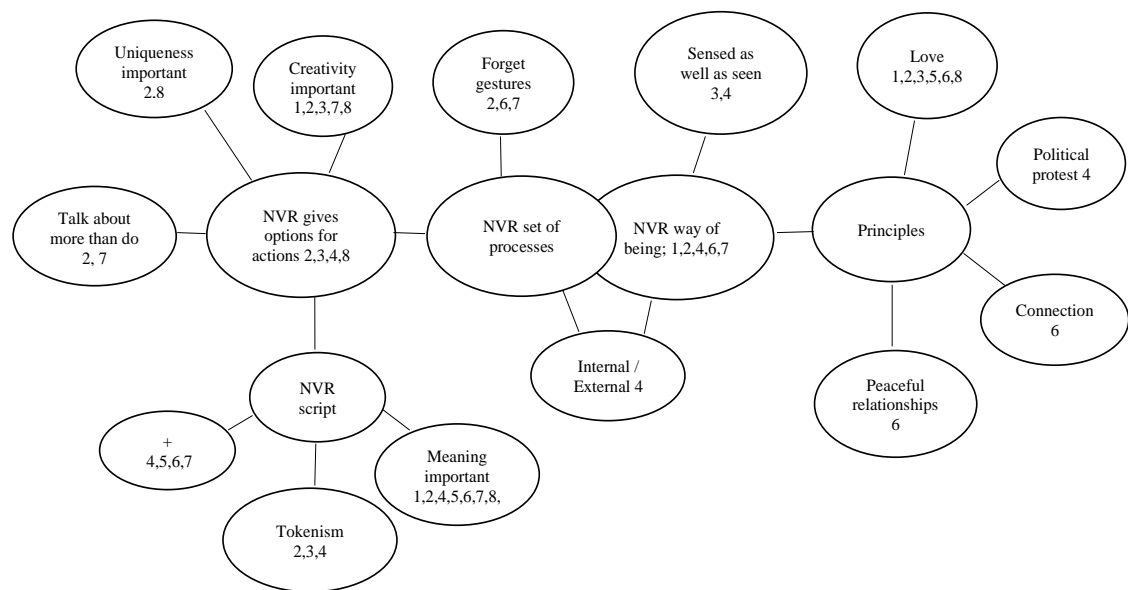 Uniqueness
important
2.8
Creativity
important
1,2,3,7,8
Forget
gestures
2,6,7
Sensed as
well as seen
3,4
Love
1,2,3,5,6,8
Political
protest 4
Talk about
more than do
2, 7
NVR gives
options for
actions 2,3,4,8
NVR set of
processes
NVR way of
being; 1,2,4,6,7
Principles
Connection
6
Internal /
External 4
Peaceful
relationships
6
NVR
script
+
4,5,6,7
Meaning
important
1,2,4,5,6,7,8,
Tokenism
2,3,4